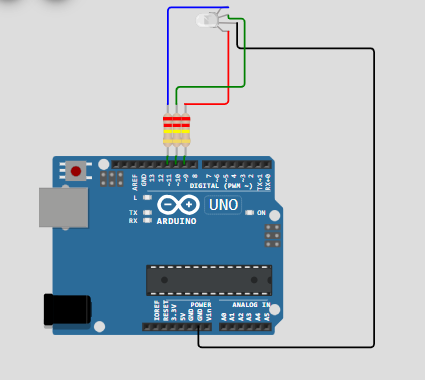 AREF
GND
13
12
~11
~10
~9
8
7
~6
~5
4
~3
2
TX→1
RX←0
DIGITAL (PWM ~)
L
TX
RX
UNO
ON
ARDUINO
IOREF
RESET
3.3V
5V
GND
GND
Vin
POWER
ANALOG IN
A0
A1
A2
A3
A4
A5